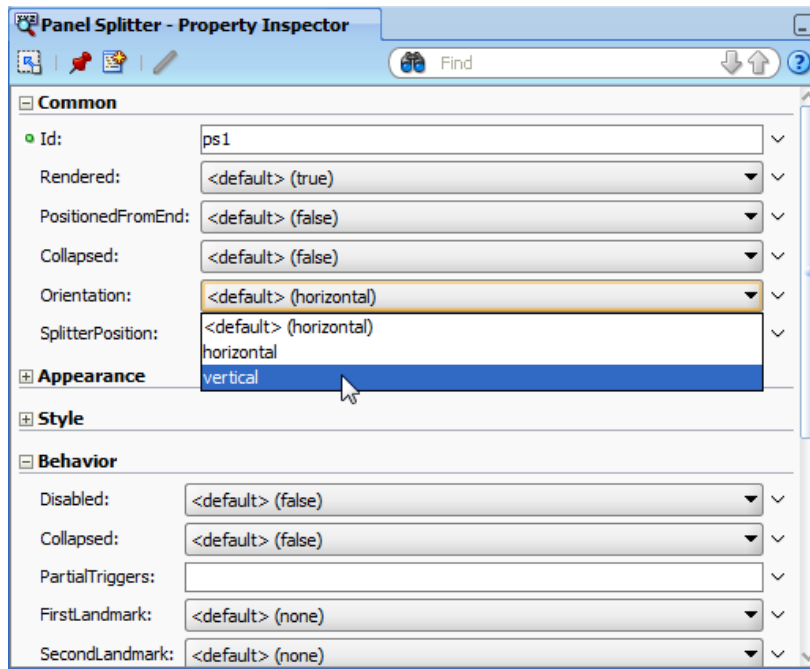 Panel Splitter - Property Inspector
Find
Common
Id: ps1
Rendered: <default> (true)
PositionedFromEnd: <default> (false)
Collapsed: <default> (false)
Orientation: <default> (horizontal)
SplitterPosition: <default> (horizontal)
horizontal
Appearance
vertical
Style
Behavior
Disabled: <default> (false)
Collapsed: <default> (false)
PartialTriggers:
FirstLandmark: <default> (none)
SecondLandmark: <default> (none)